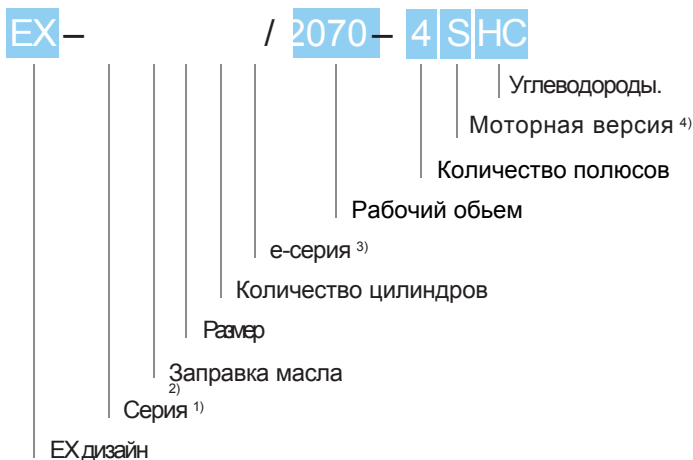 EX – / 2070 – 4 S HC
Углеводороды.
Моторная версия 4)
Количество полюсов
Рабочий обьем
е-серия 3)
Количество цилиндров
Размер
Заправка масла
2)
Серия 1)
EX дизайн